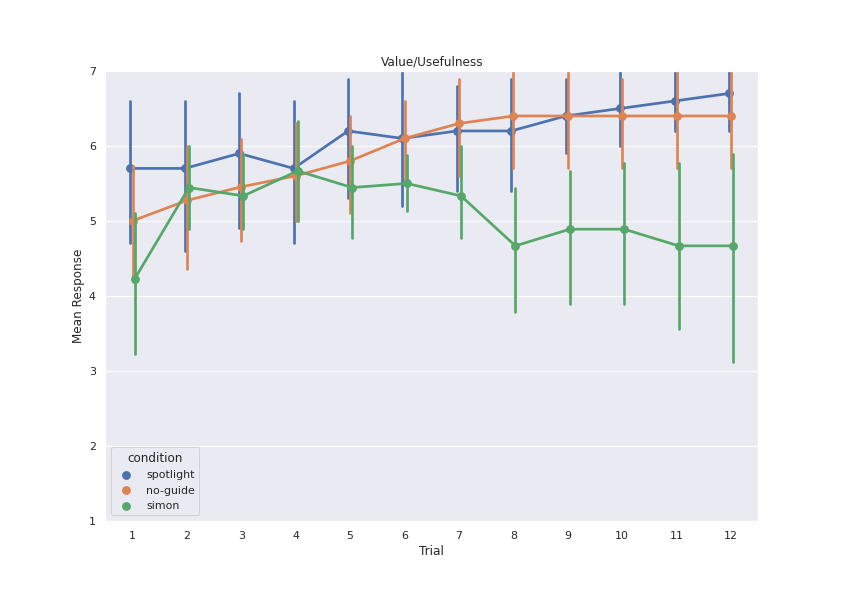 Value/Usefulness
7
6
5
4
3
2
1
Mean Response
condition
spotlight
no-guide
simon
1 2 3 4 5 6 7 8 9 10 11 12
Trial